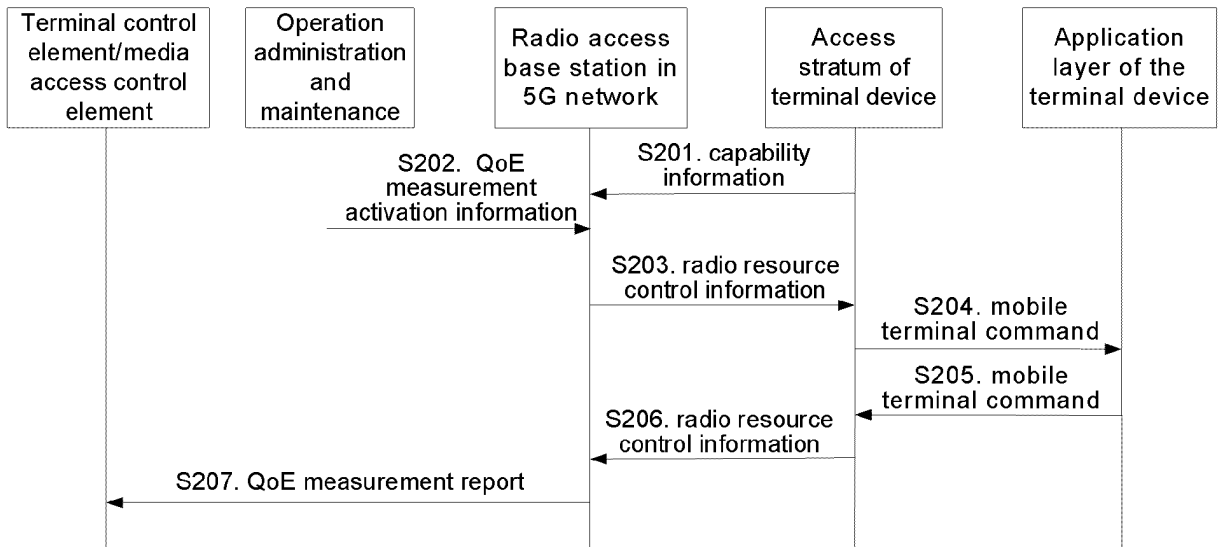 Terminal control
element/media
access control
element
Operation
administration
and
maintenance
Radio access
base station in
5G network
Access
stratum of
terminal device
Application
layer of the
terminal device
S201. capability
information
S202. QoE
measurement
activation information
S203. radio resource
control information
S204. mobile
terminal command
S205. mobile
terminal command
S206. radio resource
control information
S207. QoE measurement report